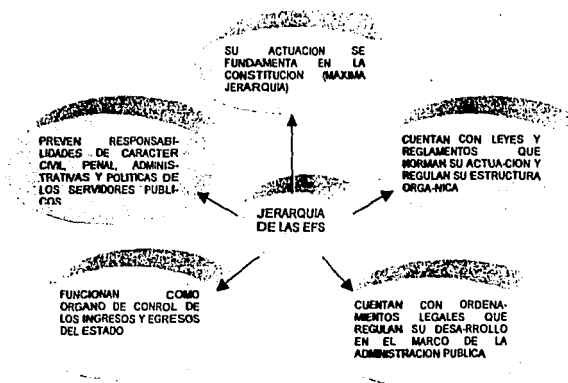 SU ACTUACION SE
FUNDAMENTA EN LA
CONSTITUCION (MAXIMA
JERARQUIA)
PREVEN RESPONSABI-
LIDADES DE CARACTER
CIVIL, PENAL, ADMINIS-
TRATIVAS Y POLITICAS DE
LOS SERVIDORES PUBLI-
COS
CUENTAN CON LEYES Y
REGLAMENTOS QUE
NORMAN SU ACTUA-CION Y
REGULAN SU ESTRUCTURA
ORGA-NICA
JERARQUIA
DE LAS EFS
FUNCIONAN COMO
ORGANO DE CONROL DE
LOS INGRESOS Y EGRESOS
DEL ESTADO
CUENTAN CON ORDENA-
MIENTOS LEGALES QUE
REGULAN SU DESA-RROLLO
EN EL MARCO DE LA
ADMINISTRACION PUBLICA